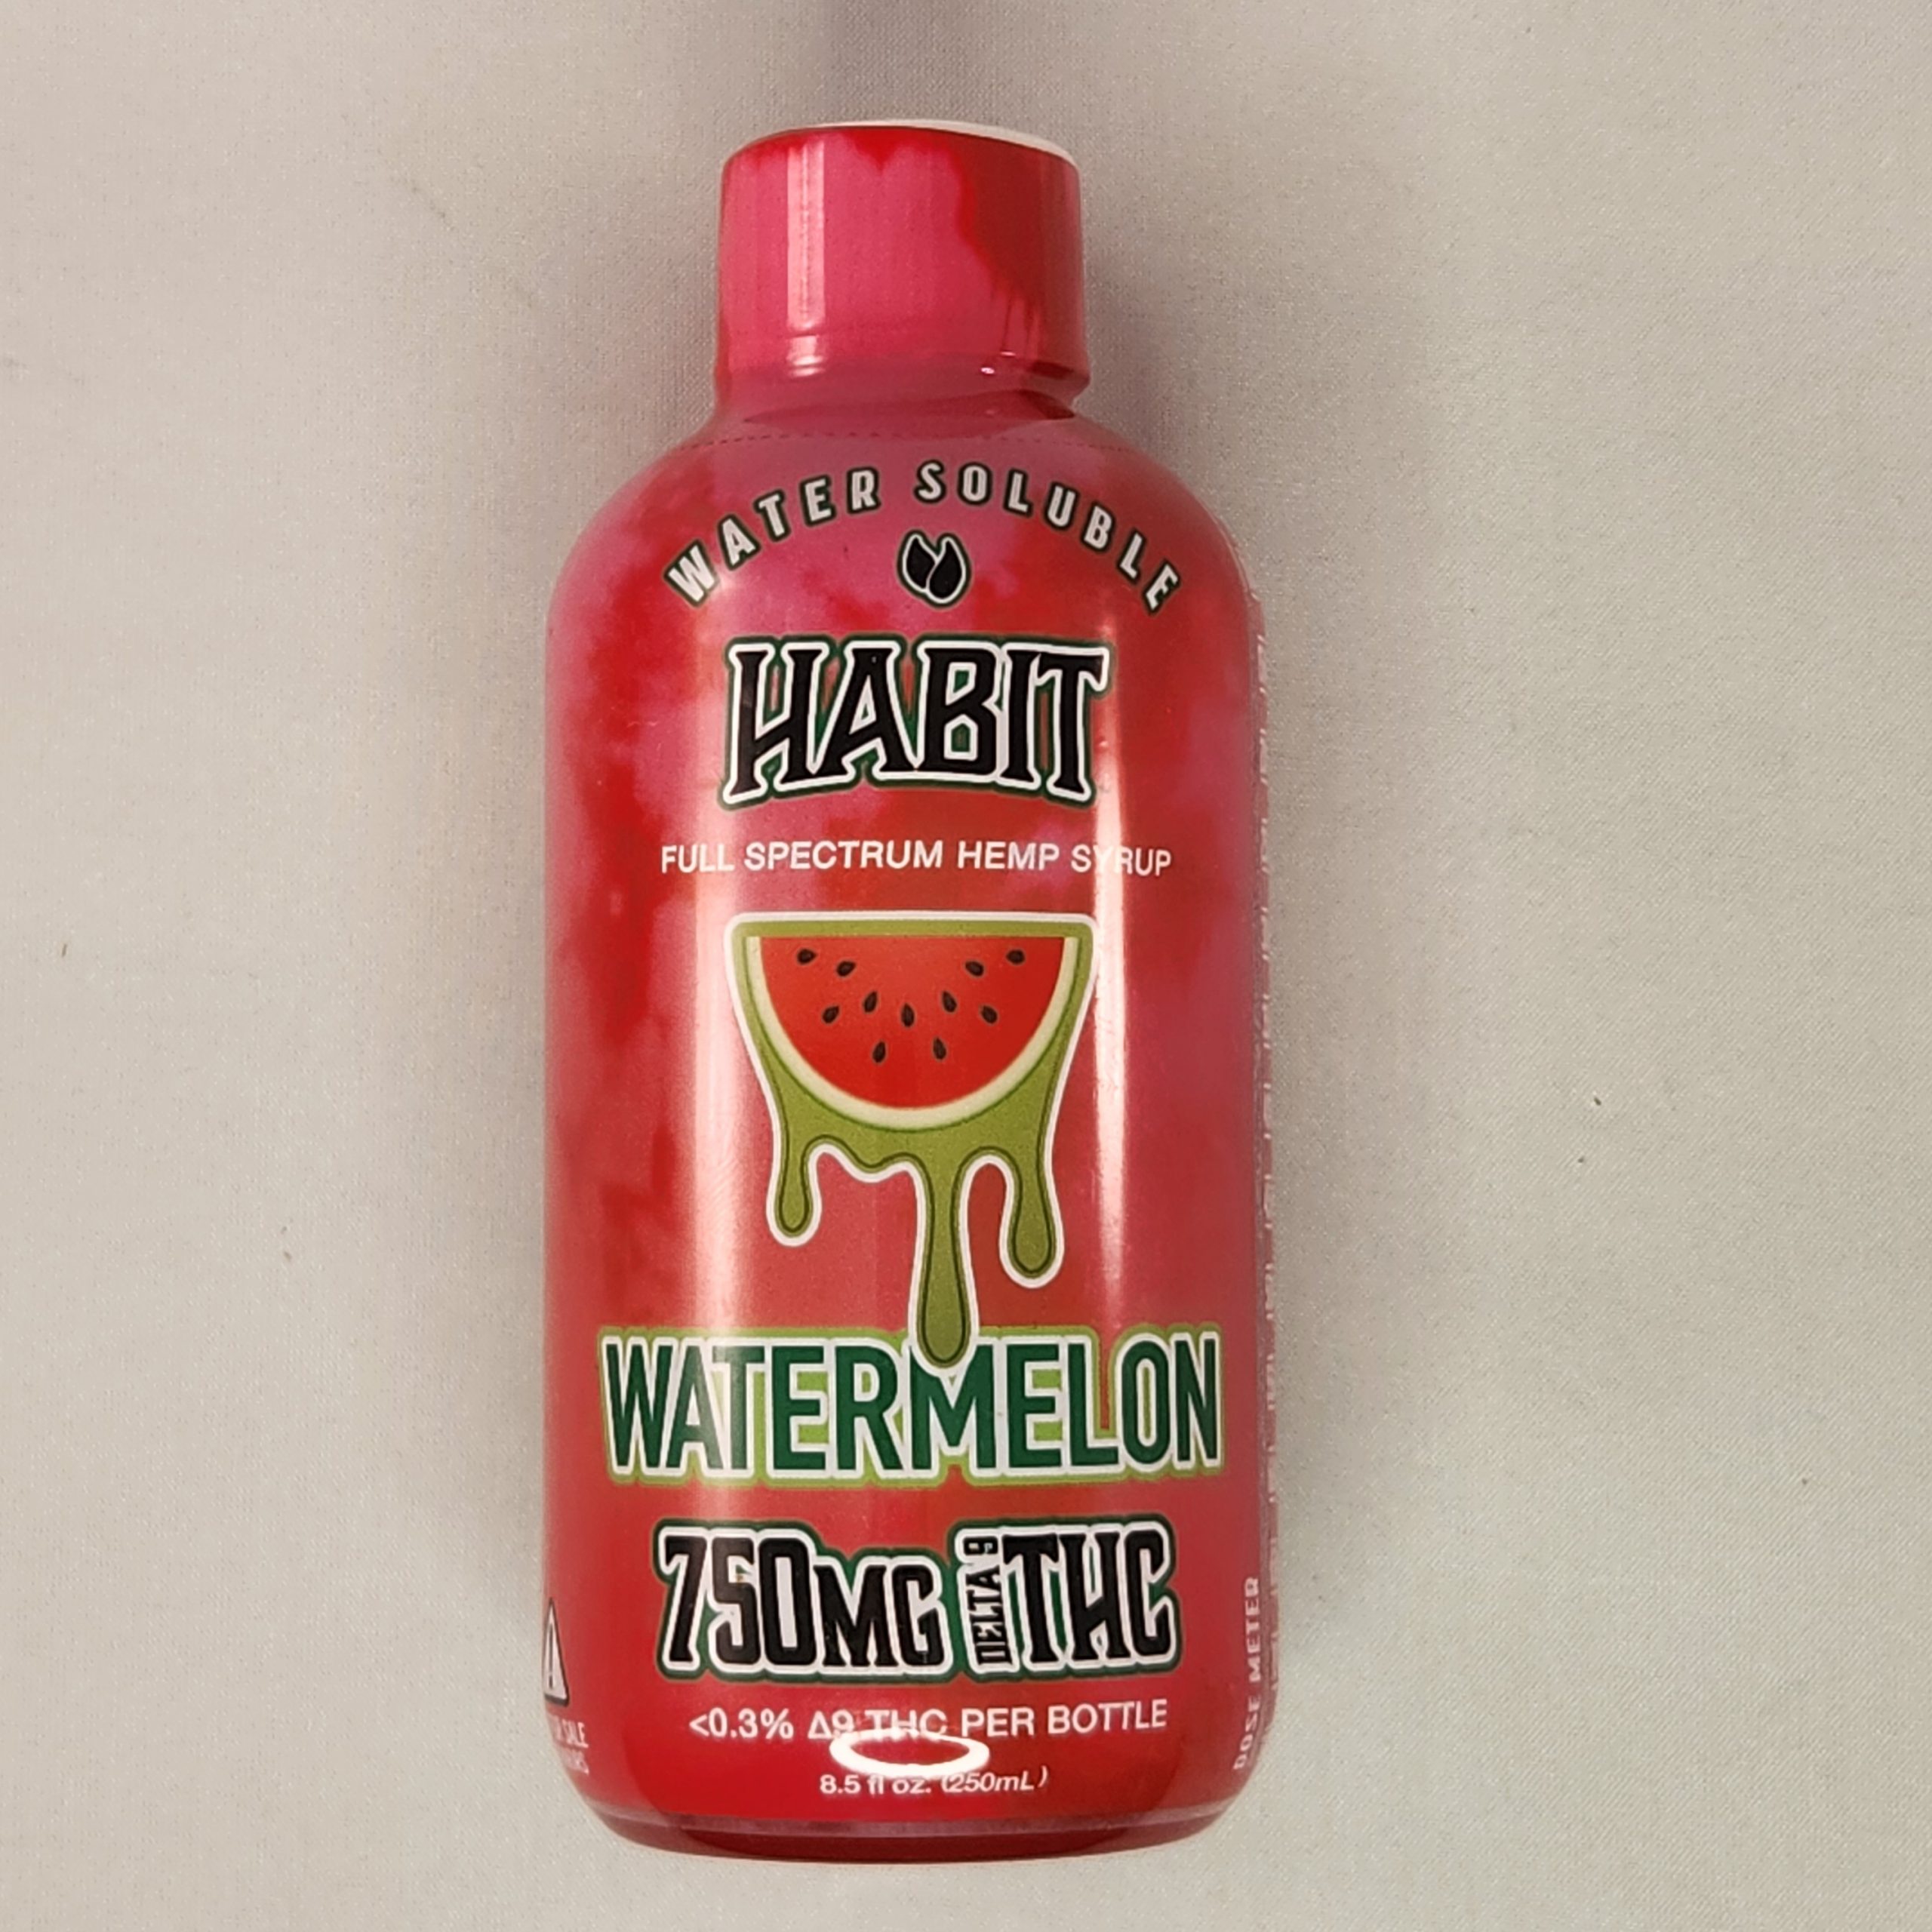 WATER SOLUBLE
HABIT
FULL SPECTRUM HEMP SYRUP
WATERMELON
750MG DELTA 9 THC
<0.3% Δ9 THC PER BOTTLE
8.5 fl oz. (250mL)
SALE
DOSE METER